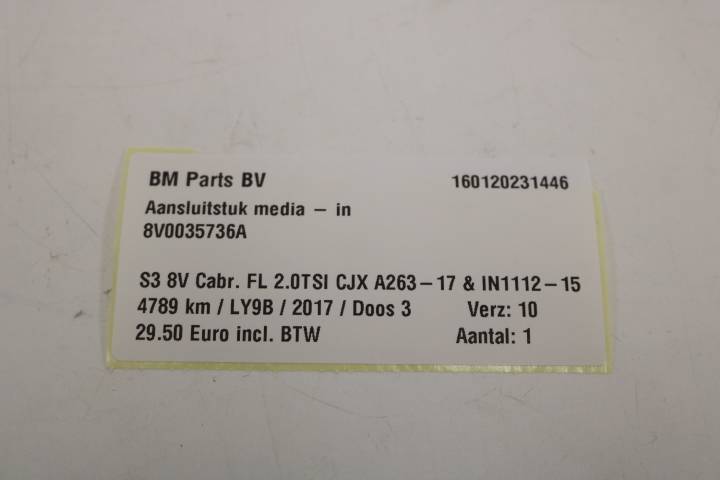 BM Parts BV 160120231446
Aansluitstuk media – in
8V0035736A
S3 8V Cabr. FL 2.0TSI CJX A263–17 & IN1112–15
4789 km / LY9B / 2017 / Doos 3 Verz: 10
29.50 Euro incl. BTW Aantal: 1